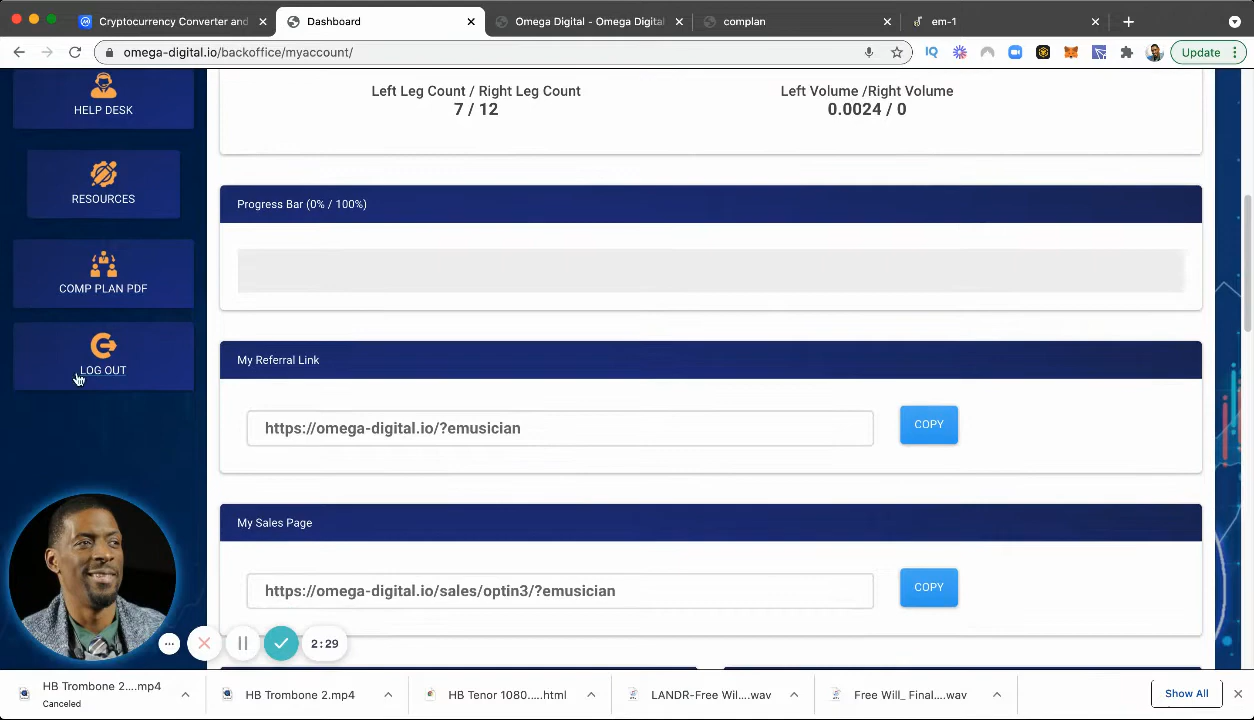 Cryptocurrency Converter and
Dashboard
Omega Digital - Omega Digital
complan
em-1
omega-digital.io/backoffice/myaccount/
Update
HELP DESK
RESOURCES
COMP PLAN PDF
LOG OUT
Left Leg Count / Right Leg Count
7 / 12
Left Volume /Right Volume
0.0024 / 0
Progress Bar (0% / 100%)
My Referral Link
https://omega-digital.io/?emusician
COPY
My Sales Page
https://omega-digital.io/sales/optin3/?emusician
COPY
2:29
HB Trombone 2....mp4
Canceled
HB Trombone 2.mp4
HB Tenor 1080.....html
LANDR-Free Wil....wav
Free Will_ Final....wav
Show All